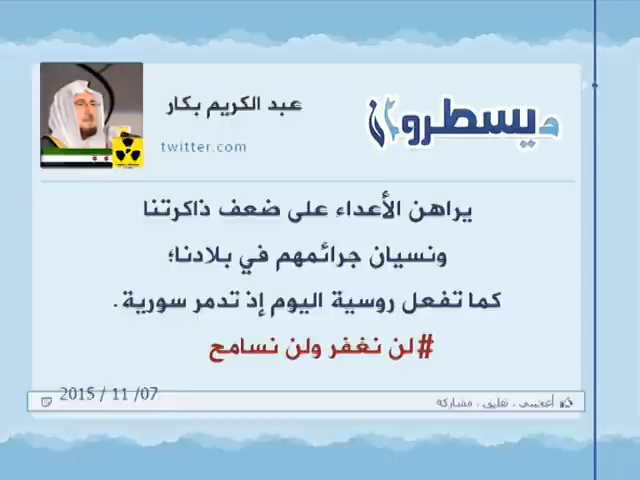 عبد الكريم بكار
twitter.com
يسطرون
يراهن الأعداء على ضعف ذاكرتنا
ونسيان جرائمهم في بلادنا؛
كما تفعل روسية اليوم إذ تدمر سورية .
#لن نغفر ولن نسامح
2015/ 11 /07
أعجبني . تعليق . مشاركة